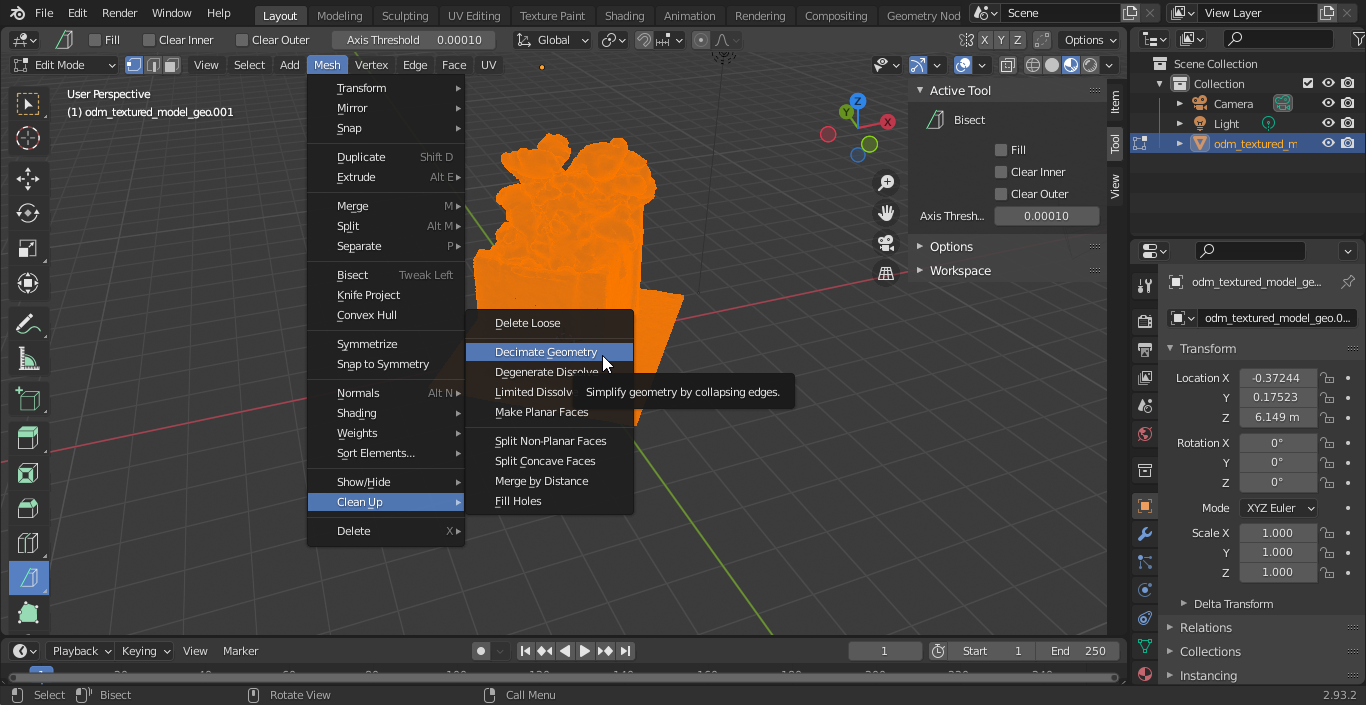 File Edit Render Window Help Layout Modeling Sculpting UV Editing Texture Paint Shading Animation Rendering Compositing Geometry Nod Scene View Layer
Fill Clear Inner Clear Outer Axis Threshold 0.00010 Global X Y Z Options
Edit Mode View Select Add Mesh Vertex Edge Face UV
User Perspective
(1) odm_textured_model_geo.001
Transform
Mirror
Snap
Duplicate Shift D
Extrude Alt E
Merge M
Split Alt M
Separate P
Bisect Tweak Left
Knife Project
Convex Hull
Symmetrize
Snap to Symmetry
Normals Alt N
Shading
Weights
Sort Elements...
Show/Hide
Clean Up
Delete X
Delete Loose
Decimate Geometry
Degenerate Dissolve
Limited Dissolv
Make Planar Faces
Split Non-Planar Faces
Split Concave Faces
Merge by Distance
Fill Holes
Simplify geometry by collapsing edges.
Z
Y
X
Active Tool
Bisect
Fill
Clear Inner
Clear Outer
Axis Thresh... 0.00010
Options
Workspace
Item
Tool
View
Scene Collection
Collection
Camera
Light
odm_textured_m
odm_textured_model_ge...
odm_textured_model_geo.0...
Transform
Location X -0.37244
Y 0.17523
Z 6.149 m
Rotation X 0°
Y 0°
Z 0°
Mode XYZ Euler
Scale X 1.000
Y 1.000
Z 1.000
Delta Transform
Relations
Collections
Instancing
Playback Keying View Marker 1 Start 1 End 250
Select Bisect Rotate View Call Menu 2.93.2